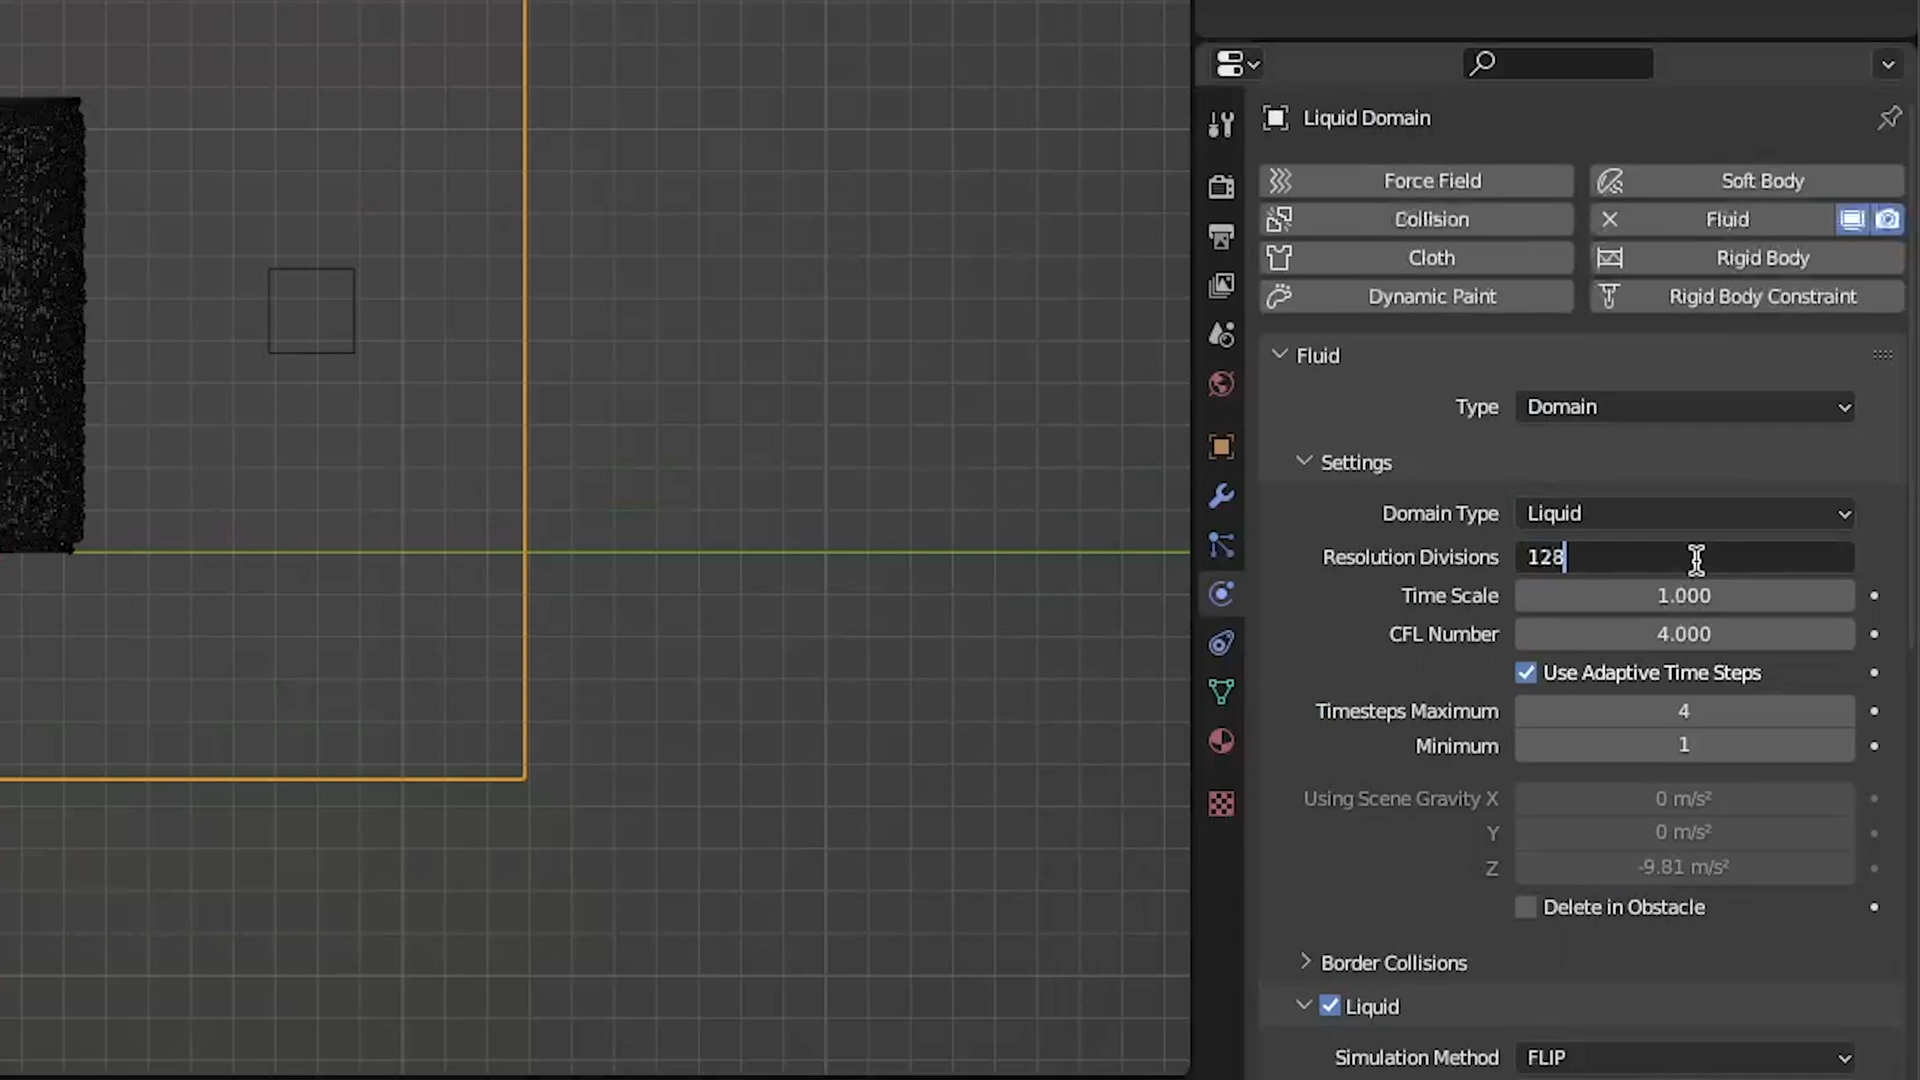 Liquid Domain
Force Field
Soft Body
Collision
Fluid
Cloth
Rigid Body
Dynamic Paint
Rigid Body Constraint
Fluid
Type Domain
Settings
Domain Type Liquid
Resolution Divisions 128
Time Scale 1.000
CFL Number 4.000
Use Adaptive Time Steps
Timesteps Maximum 4
Minimum 1
Using Scene Gravity X 0 m/s²
Y 0 m/s²
Z -9.81 m/s²
Delete in Obstacle
Border Collisions
Liquid
Simulation Method FLIP